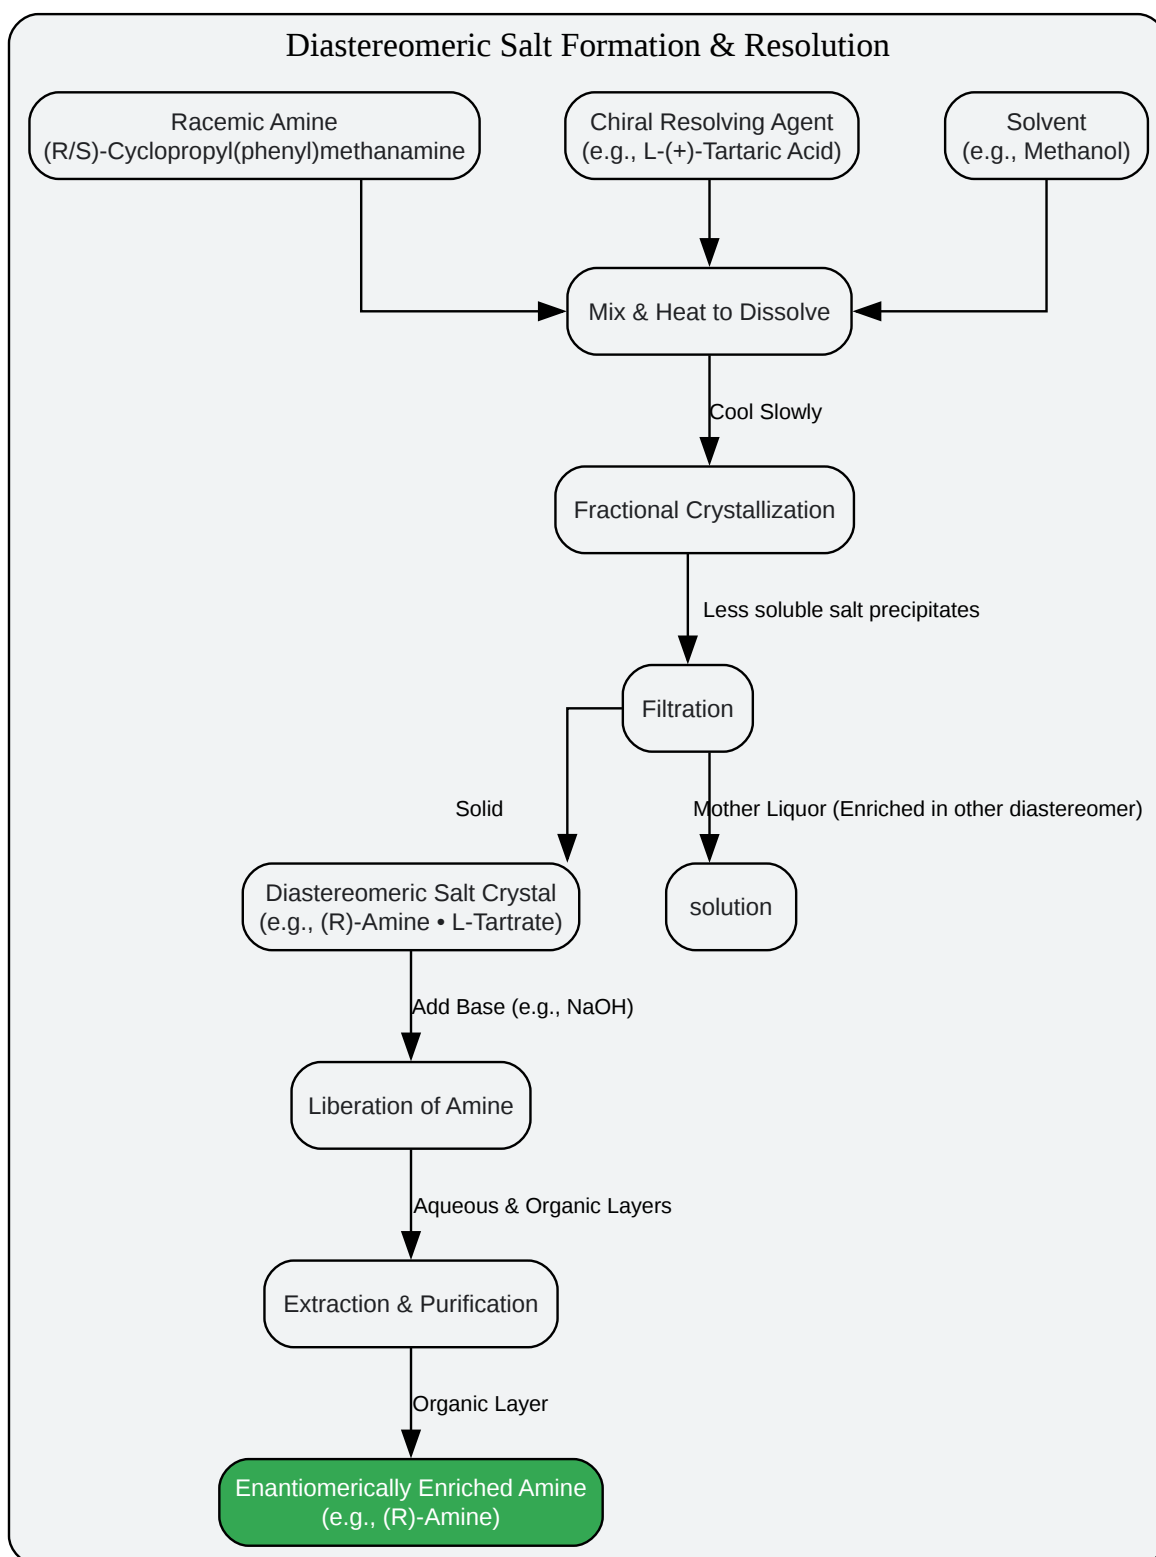 Diastereomeric Salt Formation & Resolution
Racemic Amine
(R/S)-Cyclopropyl(phenyl)methanamine
Chiral Resolving Agent
(e.g., L-(+)-Tartaric Acid)
Solvent
(e.g., Methanol)
Mix & Heat to Dissolve
Cool Slowly
Fractional Crystallization
Less soluble salt precipitates
Filtration
Solid
Mother Liquor (Enriched in other diastereomer)
Diastereomeric Salt Crystal
(e.g., (R)-Amine • L-Tartrate)
solution
Add Base (e.g., NaOH)
Liberation of Amine
Aqueous & Organic Layers
Extraction & Purification
Organic Layer
Enantiomerically Enriched Amine
(e.g., (R)-Amine)